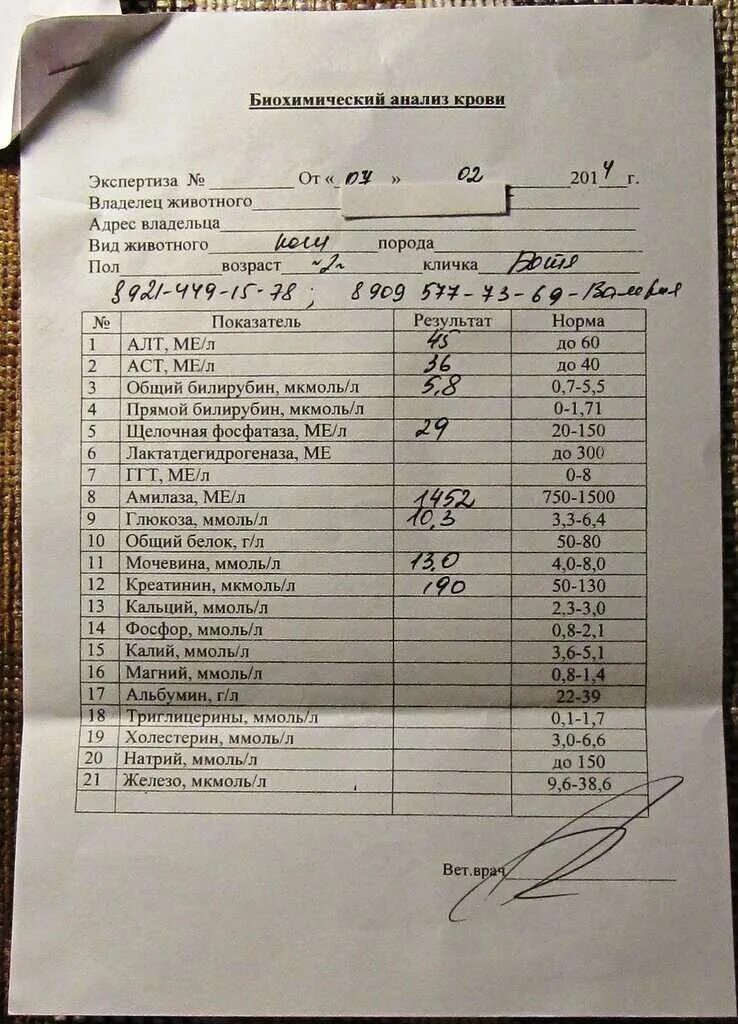 Биохимический анализ крови
Экспертиза № ________ От «_07_» ___02___ 2014_г.
Владелец животного
Адрес владельца
Вид животного кош порода
Пол возраст ~2г кличка Ботя
8921-449-15-78; 8909 577-73-69-Валерия
№ Показатель Результат Норма
1 АЛТ, МЕ/л 45 до 60
2 АСТ, МЕ/л 36 до 40
3 Общий билирубин, мкмоль/л 5,8 0,7-5,5
4 Прямой билирубин, мкмоль/л 0-1,71
5 Щелочная фосфатаза, МЕ/л 29 20-150
6 Лактатдегидрогеназа, МЕ до 300
7 ГГТ, МЕ/л 0-8
8 Амилаза, МЕ/л 1452 750-1500
9 Глюкоза, ммоль/л 10,3 3,3-6,4
10 Общий белок, г/л 50-80
11 Мочевина, ммоль/л 13,0 4,0-8,0
12 Креатинин, мкмоль/л 190 50-130
13 Кальций, ммоль/л 2,3-3,0
14 Фосфор, ммоль/л 0,8-2,1
15 Калий, ммоль/л 3,6-5,1
16 Магний, ммоль/л 0,8-1,4
17 Альбумин, г/л 22-39
18 Триглицерины, ммоль/л 0,1-1,7
19 Холестерин, ммоль/л 3,0-6,6
20 Натрий, ммоль/л до 150
21 Железо, мкмоль/л 9,6-38,6
Вет.врач